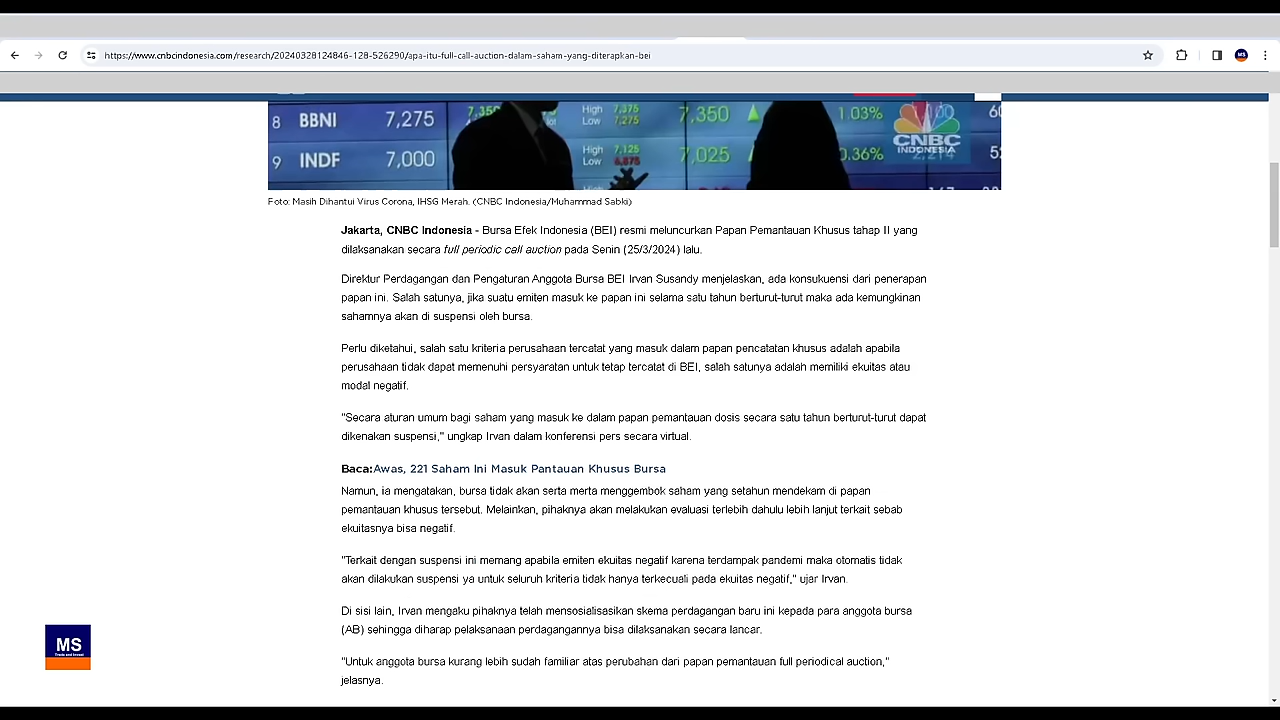 https://www.cnbcindonesia.com/research/20240328124846-128-526290/apa-itu-full-call-auction-dalam-saham-yang-diterapkan-bei
8 BBNI 7,275 7,350 High 7,375 Low 7,275 7,350 1.03%
9 INDF 7,000 High 7,125 Low 6,875 7,025 0.36%
CNBC
INDONESIA
Foto: Masih Dihantui Virus Corona, IHSG Merah. (CNBC Indonesia/Muhammad Sabki)
Jakarta, CNBC Indonesia - Bursa Efek Indonesia (BEI) resmi meluncurkan Papan Pemantauan Khusus tahap II yang
dilaksanakan secara full periodic call auction pada Senin (25/3/2024) lalu.
Direktur Perdagangan dan Pengaturan Anggota Bursa BEI Irvan Susandy menjelaskan, ada konsukuensi dari penerapan
papan ini. Salah satunya, jika suatu emiten masuk ke papan ini selama satu tahun berturut-turut maka ada kemungkinan
sahamnya akan di suspensi oleh bursa.
Perlu diketahui, salah satu kriteria perusahaan tercatat yang masuk dalam papan pencatatan khusus adalah apabila
perusahaan tidak dapat memenuhi persyaratan untuk tetap tercatat di BEI, salah satunya adalah memiliki ekuitas atau
modal negatif.
"Secara aturan umum bagi saham yang masuk ke dalam papan pemantauan dosis secara satu tahun berturut-turut dapat
dikenakan suspensi," ungkap Irvan dalam konferensi pers secara virtual.
Baca:Awas, 221 Saham Ini Masuk Pantauan Khusus Bursa
Namun, ia mengatakan, bursa tidak akan serta merta menggembok saham yang setahun mendekam di papan
pemantauan khusus tersebut. Melainkan, pihaknya akan melakukan evaluasi terlebih dahulu lebih lanjut terkait sebab
ekuitasnya bisa negatif.
"Terkait dengan suspensi ini memang apabila emiten ekuitas negatif karena terdampak pandemi maka otomatis tidak
akan dilakukan suspensi ya untuk seluruh kriteria tidak hanya terkecuali pada ekuitas negatif," ujar Irvan.
Di sisi lain, Irvan mengaku pihaknya telah mensosialisasikan skema perdagangan baru ini kepada para anggota bursa
(AB) sehingga diharap pelaksanaan perdagangannya bisa dilaksanakan secara lancar.
"Untuk anggota bursa kurang lebih sudah familiar atas perubahan dari papan pemantauan full periodical auction,"
jelasnya.
MS
Trade and Invest